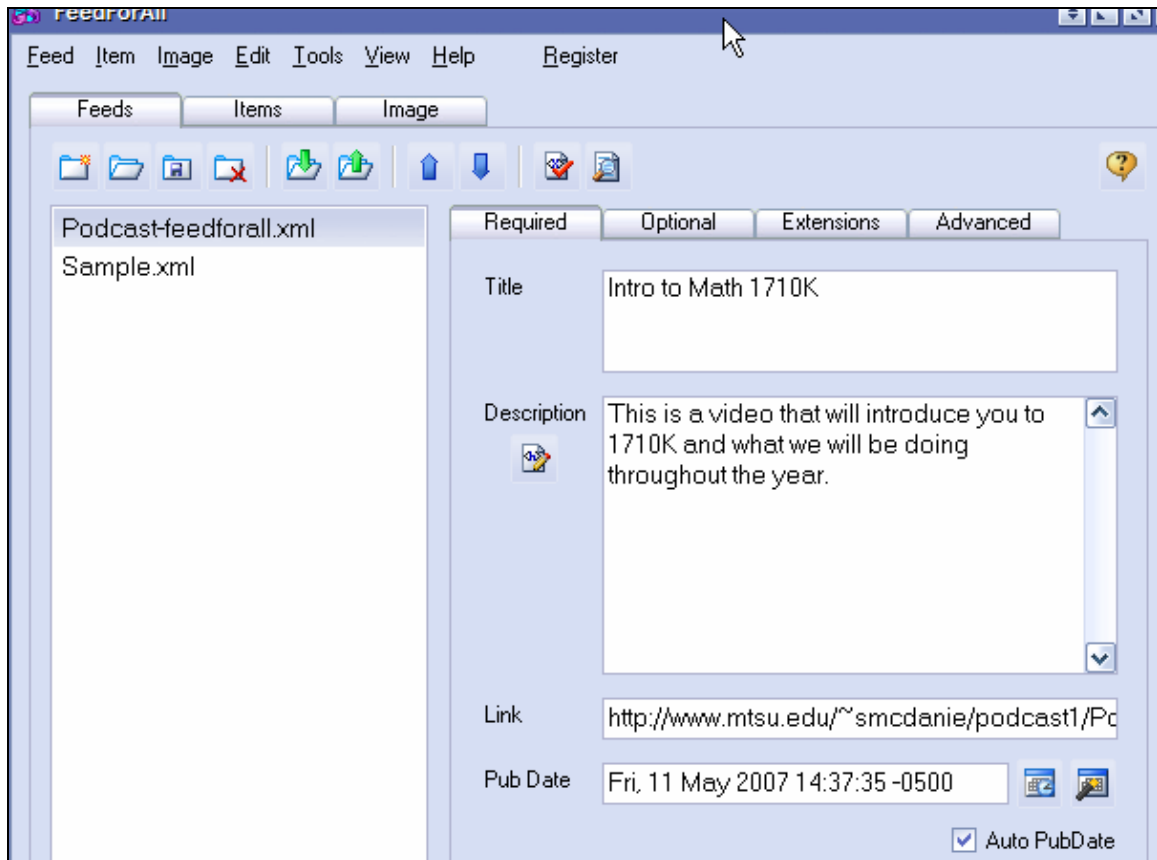 FeedForAll
Feed Item Image Edit Tools View Help Register
Feeds Items Image
Podcast-feedforall.xml
Sample.xml
Required Optional Extensions Advanced
Title
Intro to Math 1710K
Description
This is a video that will introduce you to
1710K and what we will be doing
throughout the year.
Link
http://www.mtsu.edu/~smcdanie/podcast1/Pc
Pub Date
Fri, 11 May 2007 14:37:35 -0500
Auto PubDate